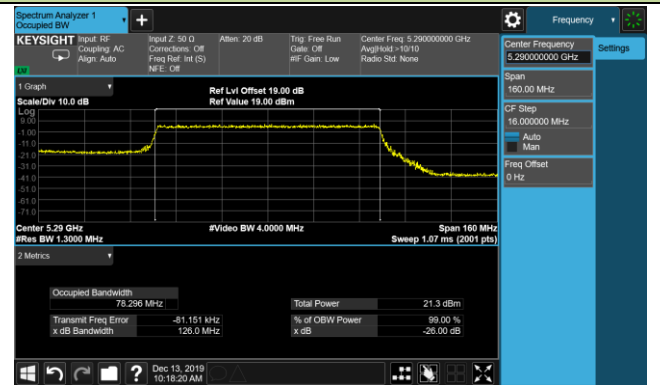 Spectrum Analyzer 1
Occupied BW
Frequency
KEYSIGHT
Input: RF
Coupling: AC
Align: Auto
Input Z: 50 Ω
Corrections: Off
Freq Ref: Int (S)
NFE: Off
Atten: 20 dB
Trig: Free Run
Gate: Off
#IF Gain: Low
Center Freq: 5.290000000 GHz
Avg|Hold:>10/10
Radio Std: None
LXI
Center Frequency
5.290000000 GHz
Settings
Span
160.00 MHz
CF Step
16.000000 MHz
Auto
Man
Freq Offset
0 Hz
1 Graph
Scale/Div 10.0 dB
Ref Lvl Offset 19.00 dB
Ref Value 19.00 dBm
Log
9.00
-1.00
-11.0
-21.0
-31.0
-41.0
-51.0
-61.0
-71.0
Center 5.29 GHz
#Res BW 1.3000 MHz
#Video BW 4.0000 MHz
Span 160 MHz
Sweep 1.07 ms (2001 pts)
2 Metrics
Occupied Bandwidth
78.296 MHz
Total Power 21.3 dBm
Transmit Freq Error -81.151 kHz
% of OBW Power 99.00 %
x dB Bandwidth 126.0 MHz
x dB -26.00 dB
?
Dec 13, 2019
10:18:20 AM